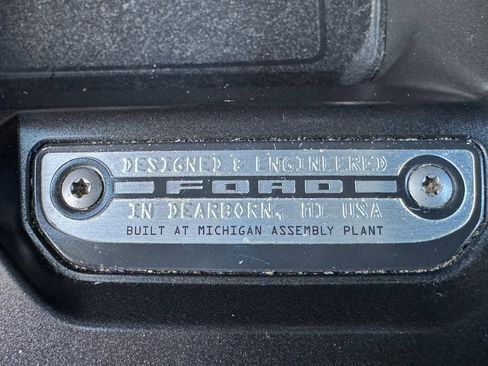 DESIGNED & ENGINEERED
FORD
IN DEARBORN, MI USA
BUILT AT MICHIGAN ASSEMBLY PLANT